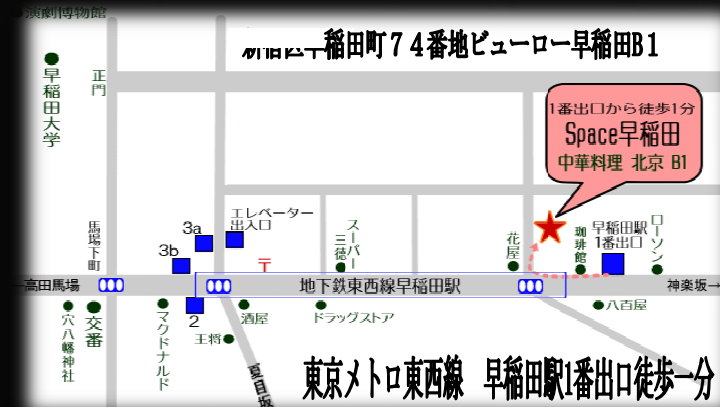 演劇博物館
新宿区早稲田町７４番地ビューロー早稲田B１
早稲田大学
正門
1番出口から徒歩1分
Space早稲田
中華料理 北京 B1
馬場下町
3a
3b
エレベーター
出入口
〒
スーパー
三徳
花屋
珈琲館
早稲田駅
1番出口
ローソン
←高田馬場
地下鉄東西線早稲田駅
神楽坂→
穴八幡神社
交番
マクドナルド
2
酒屋
王将
ドラッグストア
八百屋
夏目坂
東京メトロ東西線　早稲田駅1番出口徒歩一分